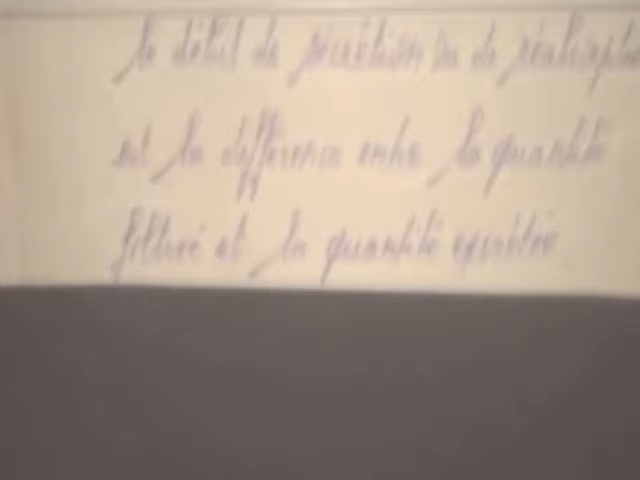 le débit de sécrétion ou de
est la différence entre la quantité
filtrée et la quantité excrétée